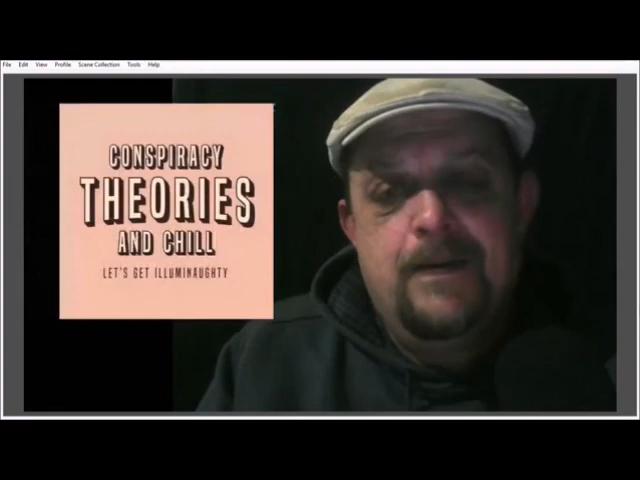 File Edit View Profile Scene Collection Tools Help
CONSPIRACY
THEORIES
AND CHILL
LET'S GET ILLUMINAUGHTY